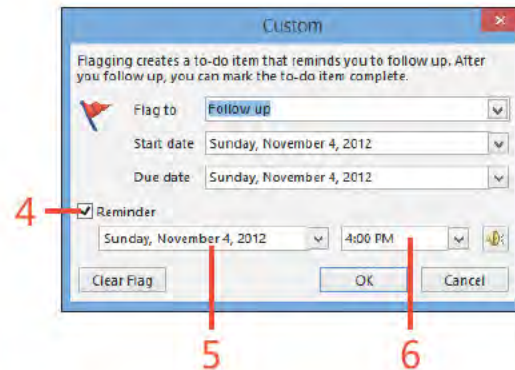 Custom
Flagging creates a to-do item that reminds you to follow up. After
you follow up, you can mark the to-do item complete.
Flag to Follow up
Start date Sunday, November 4, 2012
Due date Sunday, November 4, 2012
4 Reminder
Sunday, November 4, 2012 4:00 PM
Clear Flag OK Cancel
5 6